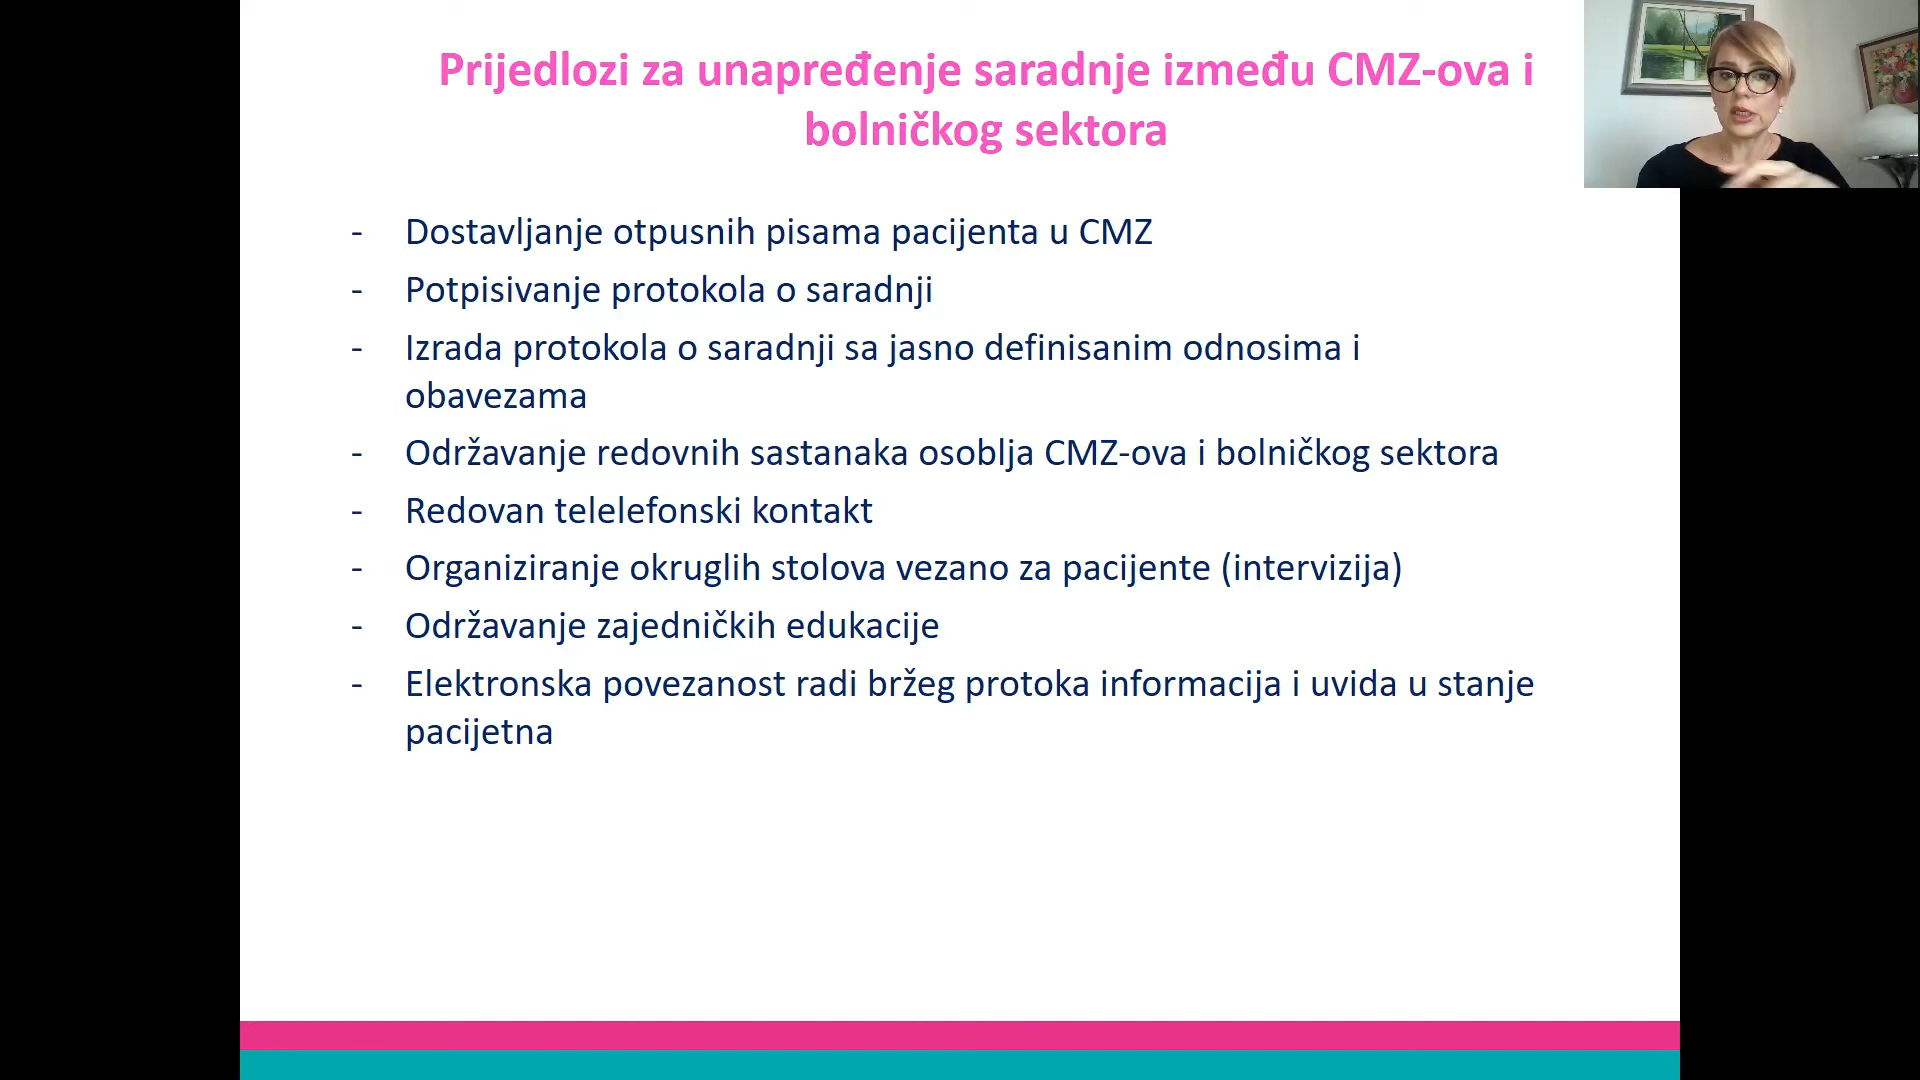 Prijedlozi za unapređenje saradnje između CMZ-ova i
bolničkog sektora
- Dostavljanje otpusnih pisama pacijenta u CMZ
- Potpisivanje protokola o saradnji
- Izrada protokola o saradnji sa jasno definisanim odnosima i
obavezama
- Održavanje redovnih sastanaka osoblja CMZ-ova i bolničkog sektora
- Redovan telelefonski kontakt
- Organiziranje okruglih stolova vezano za pacijente (intervizija)
- Održavanje zajedničkih edukacije
- Elektronska povezanost radi bržeg protoka informacija i uvida u stanje
pacijetna